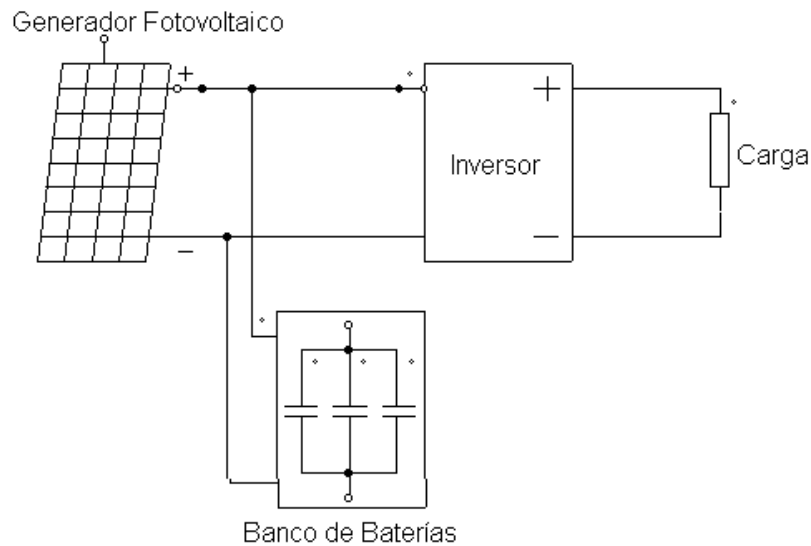 Generador Fotovoltaico
+
+
Inversor
Carga
−
−
Banco de Baterías